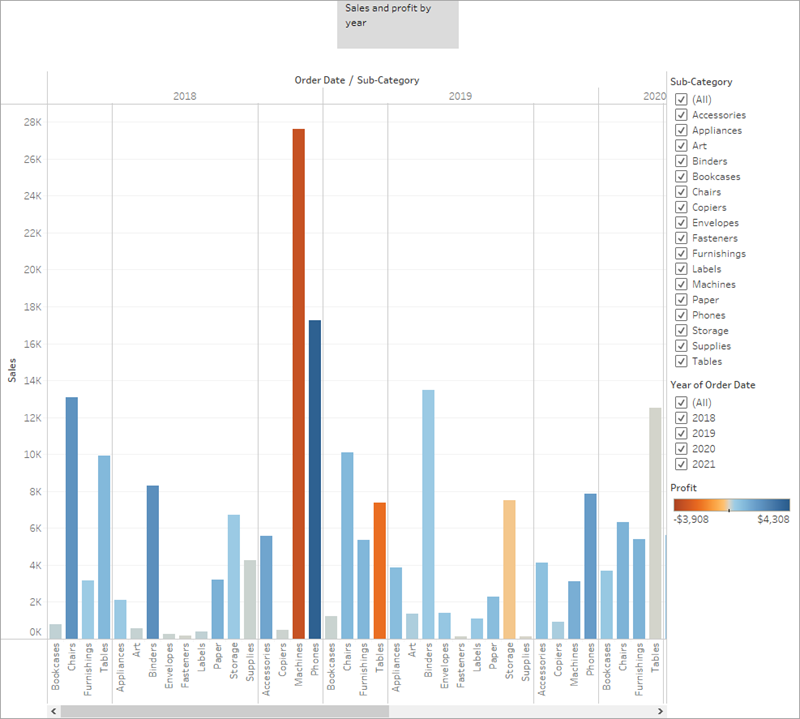 Sales and profit by
year
Order Date / Sub-Category
2018
2019
2020
Sales
28K
26K
24K
22K
20K
18K
16K
14K
12K
10K
8K
6K
4K
2K
0K
Bookcases
Chairs
Furnishings
Tables
Appliances
Art
Binders
Envelopes
Fasteners
Labels
Paper
Storage
Supplies
Accessories
Copiers
Machines
Phones
Bookcases
Chairs
Furnishings
Tables
Appliances
Art
Binders
Envelopes
Fasteners
Labels
Paper
Storage
Supplies
Accessories
Copiers
Machines
Phones
Bookcases
Chairs
Furnishings
Tables
Sub-Category
(All)
Accessories
Appliances
Art
Binders
Bookcases
Chairs
Copiers
Envelopes
Fasteners
Furnishings
Labels
Machines
Paper
Phones
Storage
Supplies
Tables
Year of Order Date
(All)
2018
2019
2020
2021
Profit
-$3,908 $4,308